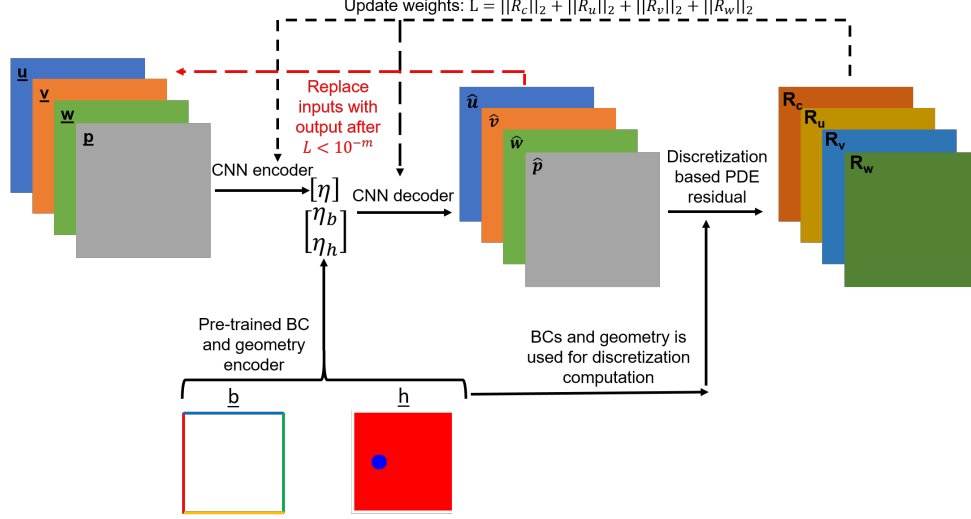 Update weights: L = ||R_c||_2 + ||R_u||_2 + ||R_v||_2 + ||R_w||_2
u
v
w
p
Replace
inputs with
output after
L < 10^{-m}
CNN encoder
[η]
[η_b
η_h]
CNN decoder
û
v̂
ŵ
p̂
Discretization
based PDE
residual
R_c
R_u
R_v
R_w
Pre-trained BC
and geometry
encoder
BCs and geometry is
used for discretization
computation
b
h